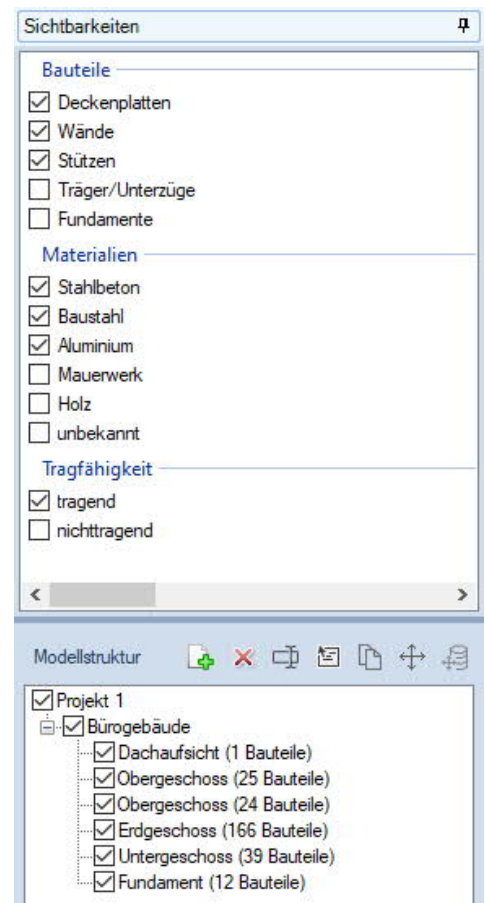 Sichtbarkeiten
Bauteile
Deckenplatten
Wände
Stützen
Träger/Unterzüge
Fundamente
Materialien
Stahlbeton
Baustahl
Aluminium
Mauerwerk
Holz
unbekannt
Tragfähigkeit
tragend
nichttragend
Modellstruktur
Projekt 1
Bürogebäude
Dachaufsicht (1 Bauteile)
Obergeschoss (25 Bauteile)
Obergeschoss (24 Bauteile)
Erdgeschoss (166 Bauteile)
Untergeschoss (39 Bauteile)
Fundament (12 Bauteile)